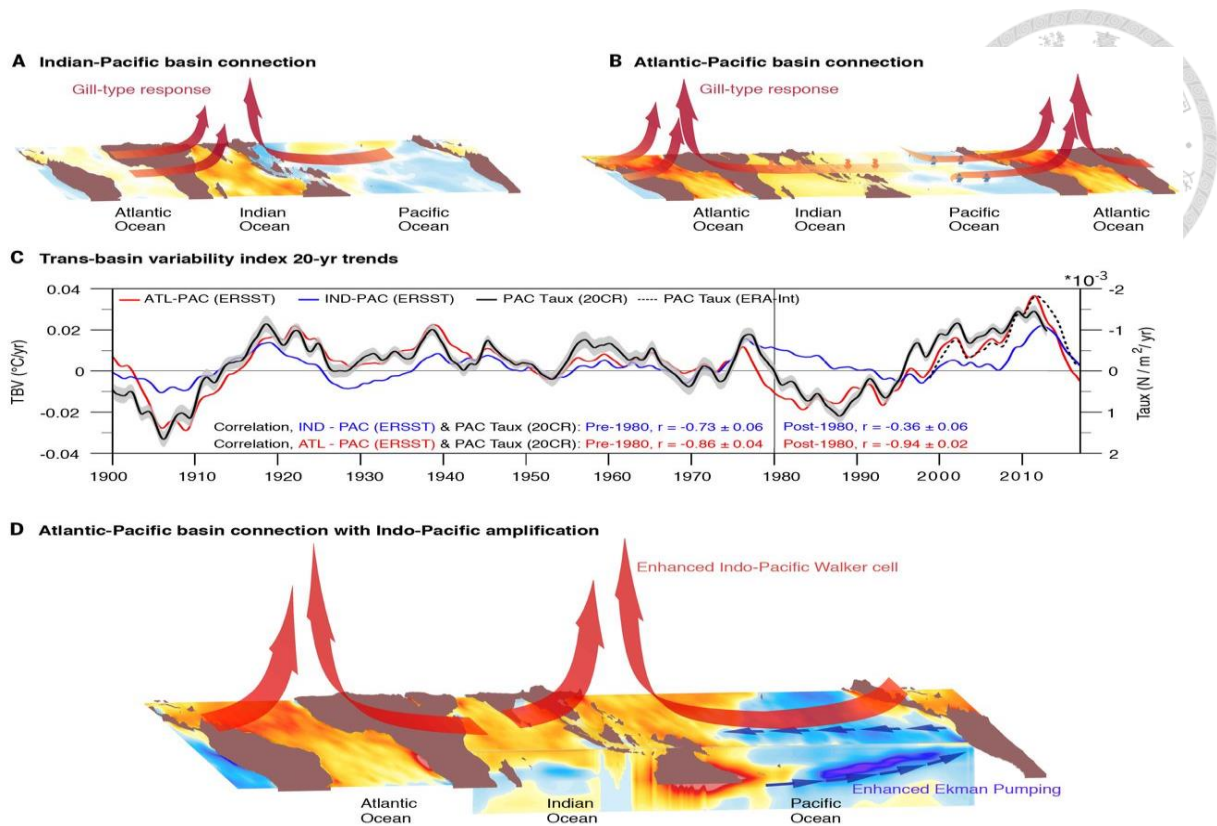 A Indian-Pacific basin connection
Gill-type response
Atlantic Ocean
Indian Ocean
Pacific Ocean
B Atlantic-Pacific basin connection
Gill-type response
Atlantic Ocean
Indian Ocean
Pacific Ocean
Atlantic Ocean
C Trans-basin variability index 20-yr trends
*10-3
ATL-PAC (ERSST) IND-PAC (ERSST) PAC Taux (20CR) PAC Taux (ERA-Int)
TBV (°C/yr)
0.04
0.02
0
-0.02
-0.04
-2
-1
0
1
2
Taux (N / m²/ yr)
Correlation, IND - PAC (ERSST) & PAC Taux (20CR): Pre-1980, r = -0.73 ± 0.06 Post-1980, r = -0.36 ± 0.06
Correlation, ATL - PAC (ERSST) & PAC Taux (20CR): Pre-1980, r = -0.86 ± 0.04 Post-1980, r = -0.94 ± 0.02
1900 1910 1920 1930 1940 1950 1960 1970 1980 1990 2000 2010
D Atlantic-Pacific basin connection with Indo-Pacific amplification
Enhanced Indo-Pacific Walker cell
Enhanced Ekman Pumping
Atlantic Ocean
Indian Ocean
Pacific Ocean